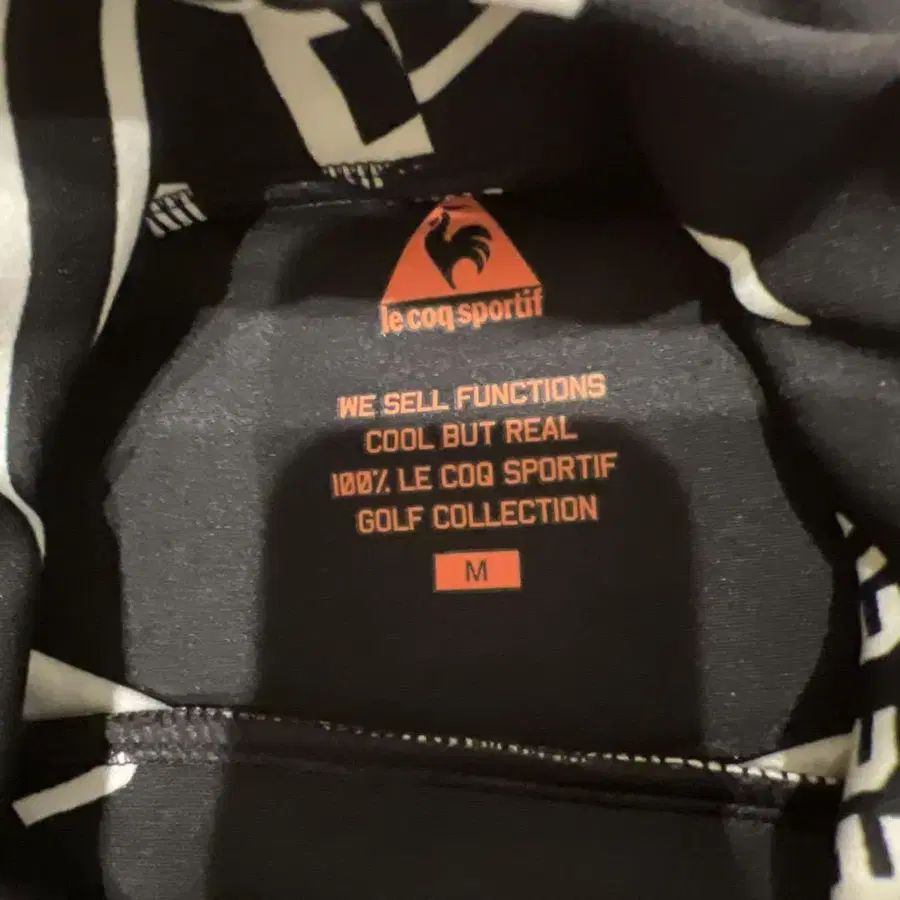 le coq sportif
WE SELL FUNCTIONS
COOL BUT REAL
100% LE COQ SPORTIF
GOLF COLLECTION
M